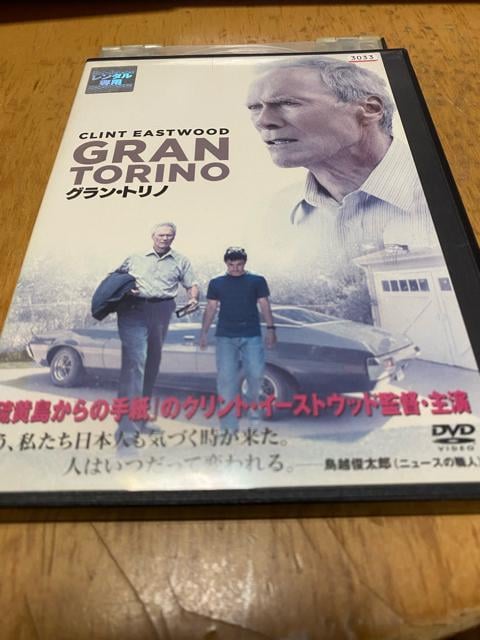 3033
レンタル
専用
CLINT EASTWOOD
GRAN
TORINO
グラン・トリノ
硫黄島からの手紙」のクリント・イーストウッド監督・主演
う、私たち日本人も気づく時が来た。
人はいつだって変われる。——鳥越俊太郎(ニュースの職人)
DVD
VIDEO